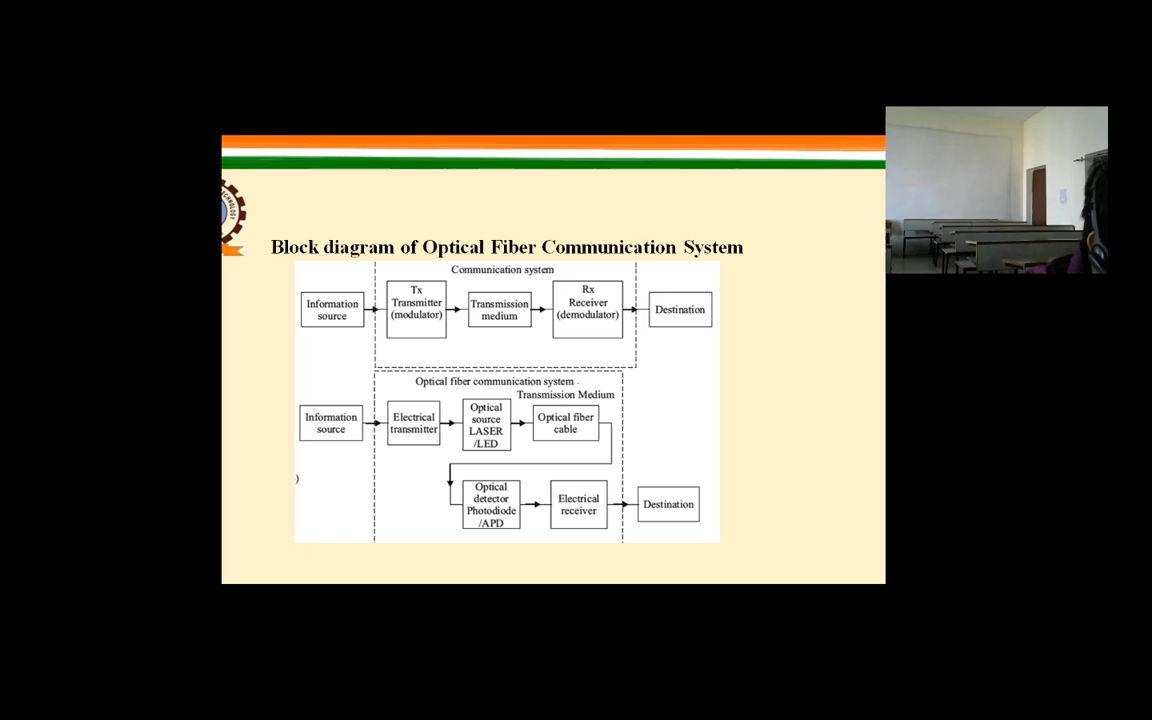 NOLOGY
Block diagram of Optical Fiber Communication System
Communication system
Information
source
Tx
Transmitter
(modulator)
Transmission
medium
Rx
Receiver
(demodulator)
Destination
Optical fiber communication system -
Transmission Medium
Information
source
Electrical
transmitter
Optical
source
LASER
/LED
Optical fiber
cable
)
Optical
detector
Photodiode
/APD
Electrical
receiver
Destination